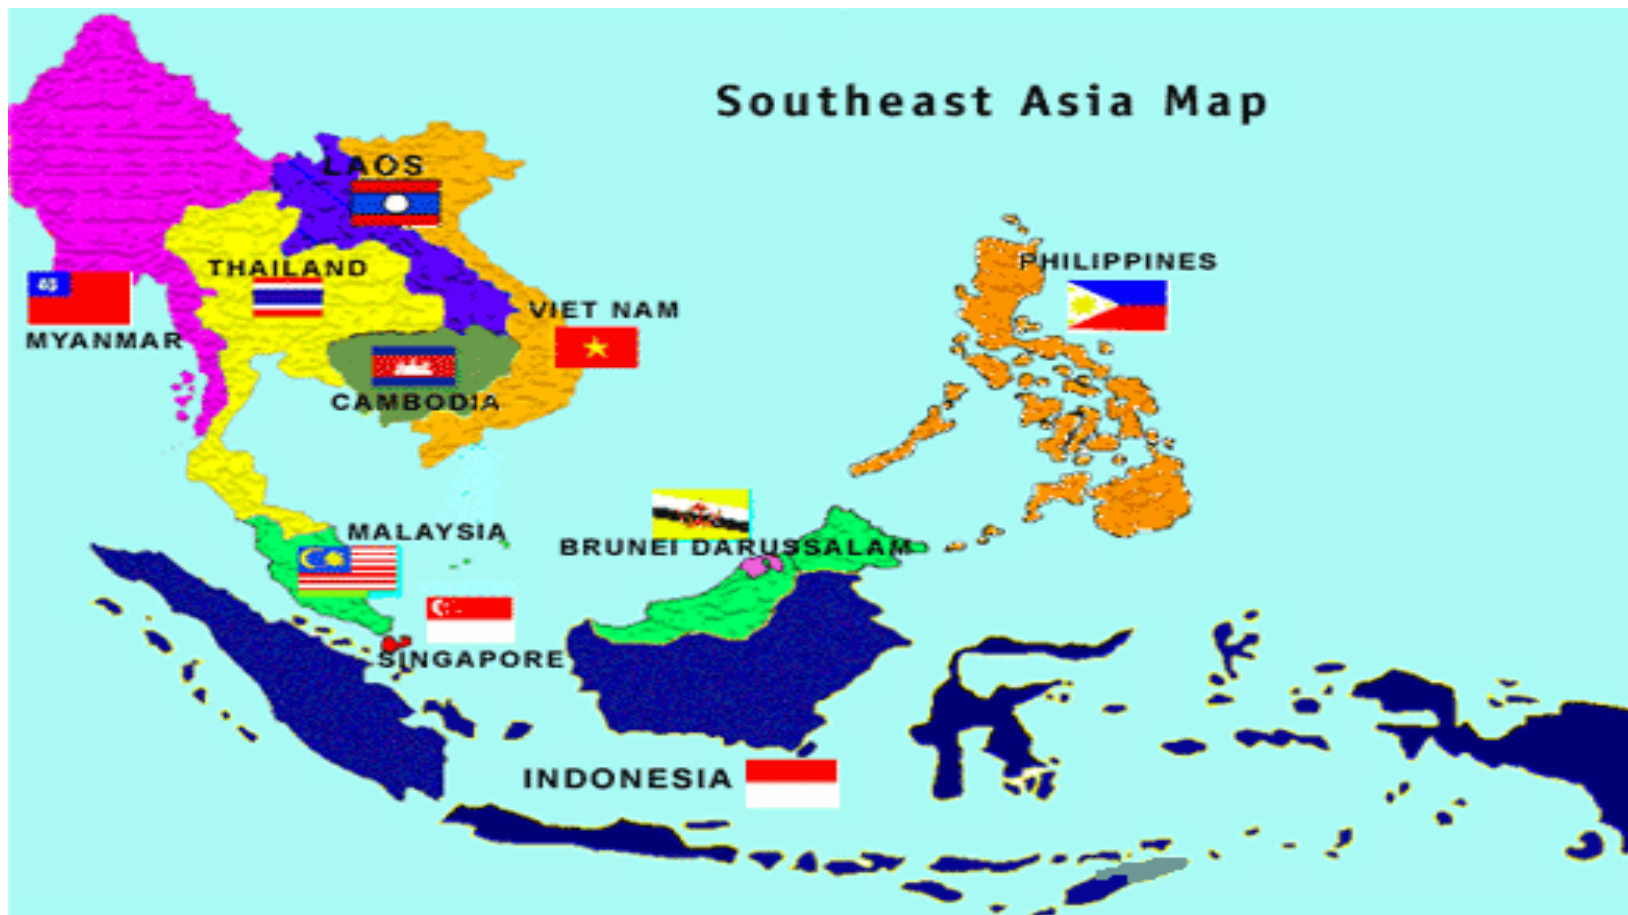 Southeast Asia Map
LAOS
THAILAND
PHILIPPINES
VIET NAM
MYANMAR
CAMBODIA
MALAYSIA
BRUNEI DARUSSALAM
SINGAPORE
INDONESIA